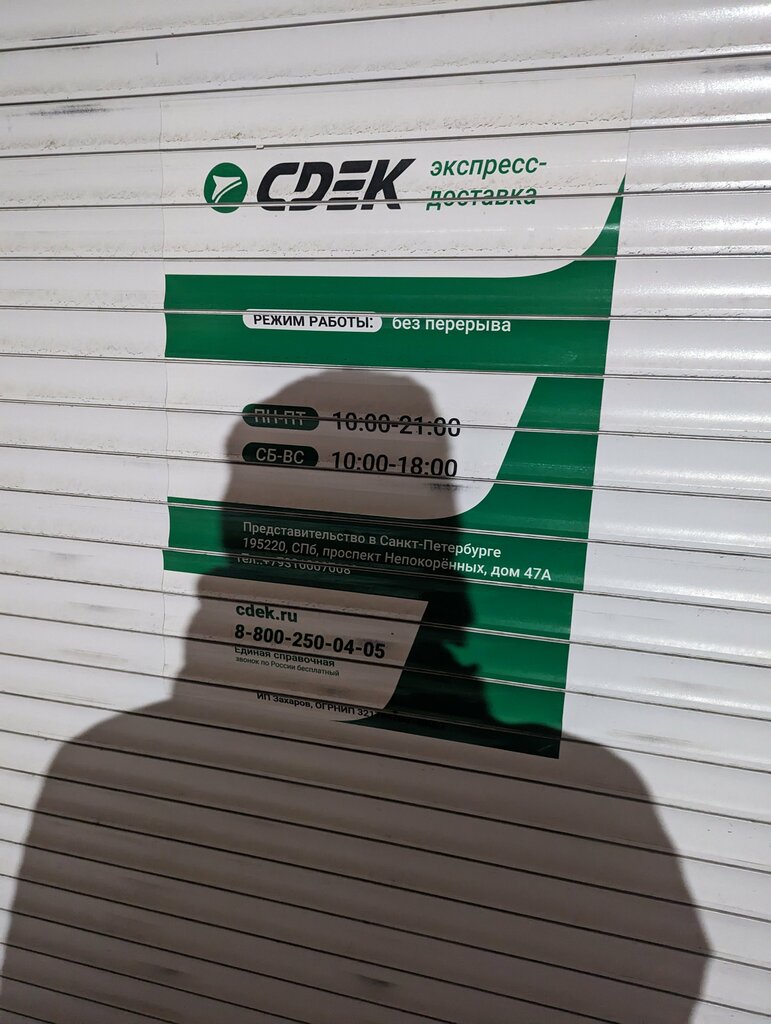 CDEK экспресс-
доставка
РЕЖИМ РАБОТЫ: без перерыва
ПН-ПТ 10:00-21:00
СБ-ВС 10:00-18:00
Представительство в Санкт-Петербурге
195220, СПб, проспект Непокорённых, дом 47А
Тел.:+79310067008
cdek.ru
8-800-250-04-05
Единая справочная
звонок по России бесплатный
ИП Захаров, ОГРНИП